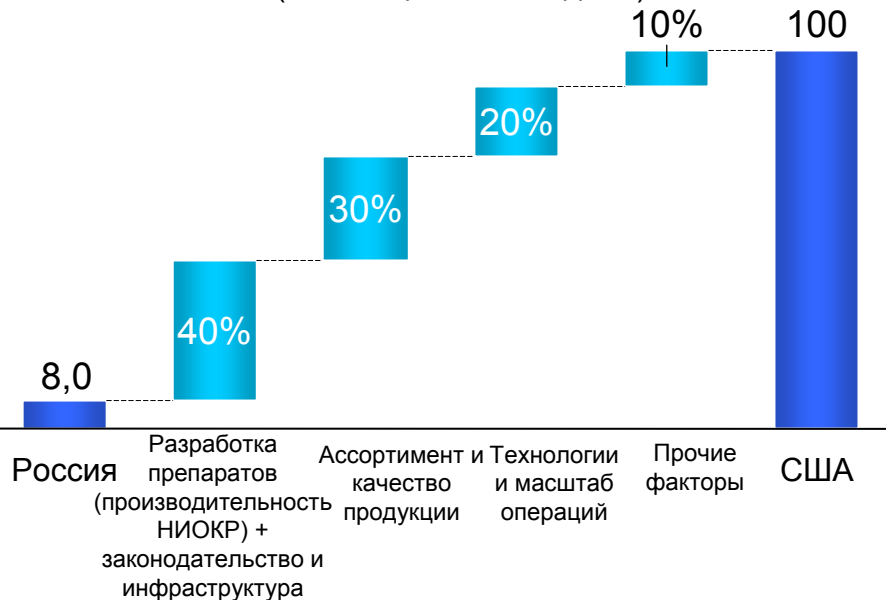 10%
100
20%
30%
40%
8,0
Россия
Разработка
препаратов
(производительность
НИОКР) +
законодательство и
инфраструктура
Ассортимент и
качество
продукции
Технологии
и масштаб
операций
Прочие
факторы
США